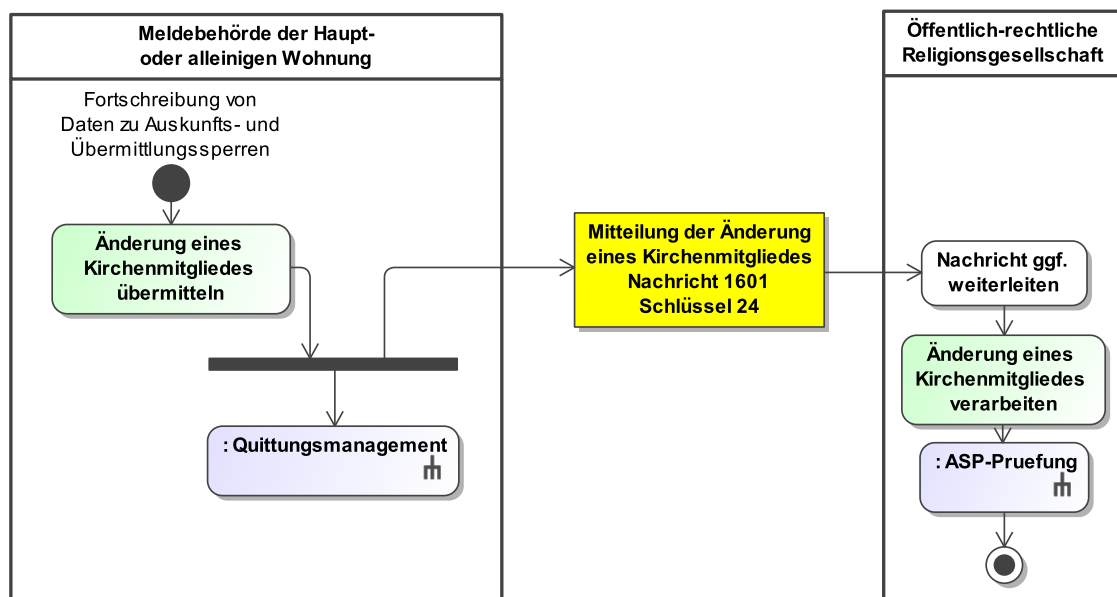 Meldebehörde der Haupt-
oder alleinigen Wohnung
Fortschreibung von
Daten zu Auskunfts- und
Übermittlungssperren
Änderung eines
Kirchenmitgliedes
übermitteln
: Quittungsmanagement
Mitteilung der Änderung
eines Kirchenmitgliedes
Nachricht 1601
Schlüssel 24
Öffentlich-rechtliche
Religionsgesellschaft
Nachricht ggf.
weiterleiten
Änderung eines
Kirchenmitgliedes
verarbeiten
: ASP-Pruefung